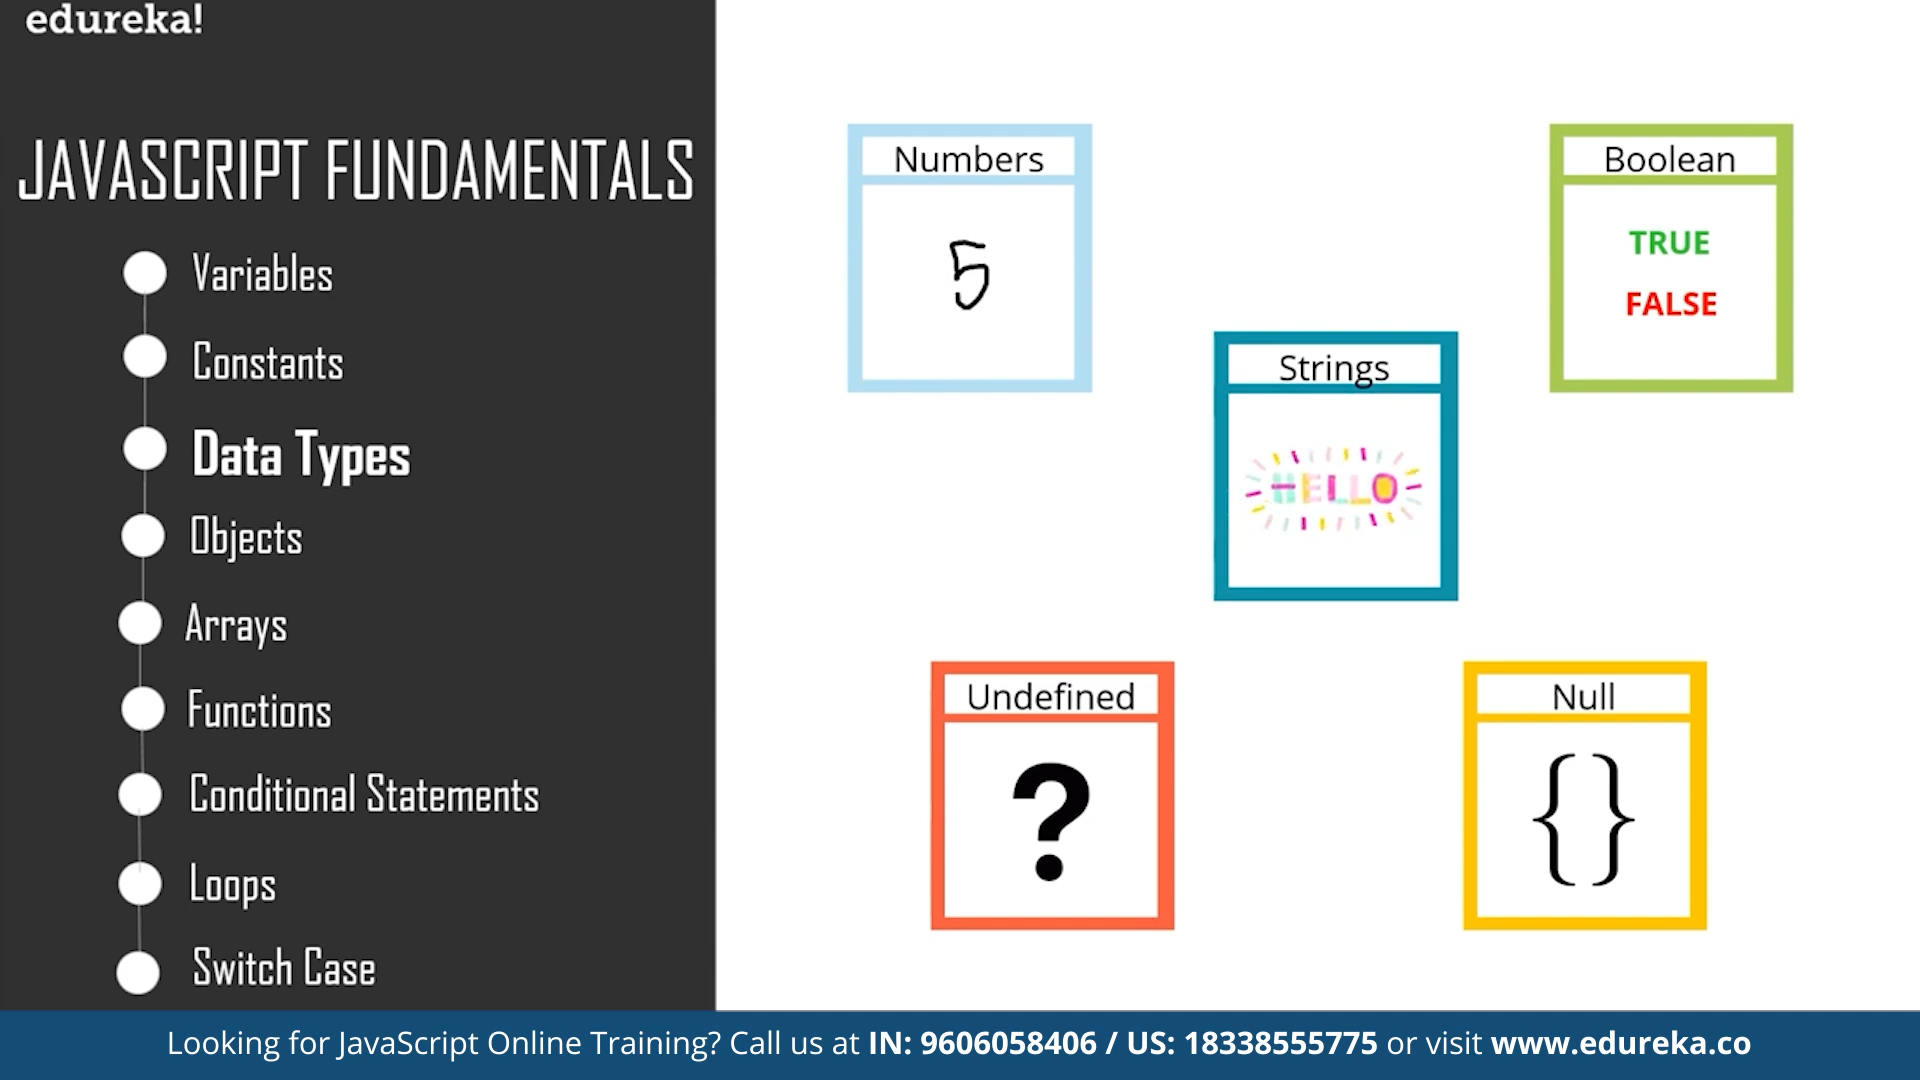 edureka!
JAVASCRIPT FUNDAMENTALS
Variables
Constants
Data Types
Objects
Arrays
Functions
Conditional Statements
Loops
Switch Case
Numbers
5
Boolean
TRUE
FALSE
Strings
HELLO
Undefined
?
Null
{}
Looking for JavaScript Online Training? Call us at IN: 9606058406 / US: 18338555775 or visit www.edureka.co